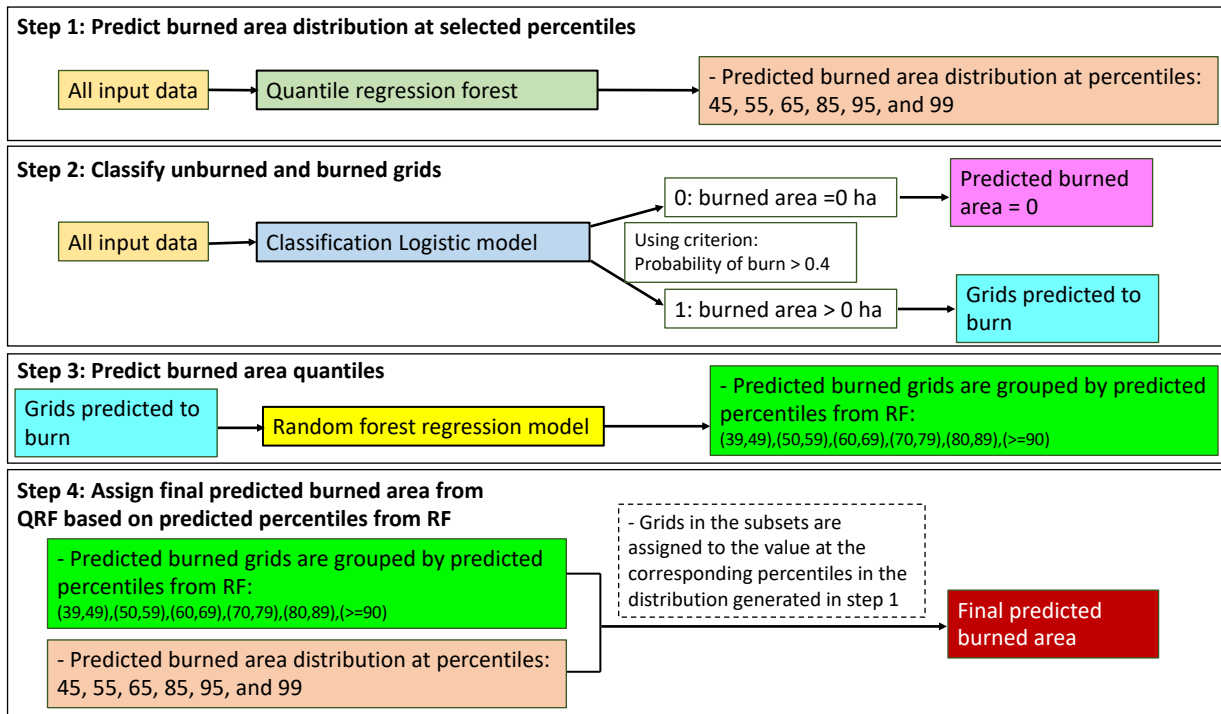 Step 1: Predict burned area distribution at selected percentiles
All input data
Quantile regression forest
- Predicted burned area distribution at percentiles:
45, 55, 65, 85, 95, and 99
Step 2: Classify unburned and burned grids
All input data
Classification Logistic model
0: burned area =0 ha
Using criterion:
Probability of burn > 0.4
1: burned area > 0 ha
Predicted burned
area = 0
Grids predicted to
burn
Step 3: Predict burned area quantiles
Grids predicted to
burn
Random forest regression model
- Predicted burned grids are grouped by predicted
percentiles from RF:
(39,49),(50,59),(60,69),(70,79),(80,89),(>=90)
Step 4: Assign final predicted burned area from
QRF based on predicted percentiles from RF
- Predicted burned grids are grouped by predicted
percentiles from RF:
(39,49),(50,59),(60,69),(70,79),(80,89),(>=90)
- Predicted burned area distribution at percentiles:
45, 55, 65, 85, 95, and 99
- Grids in the subsets are
assigned to the value at the
corresponding percentiles in the
distribution generated in step 1
Final predicted
burned area